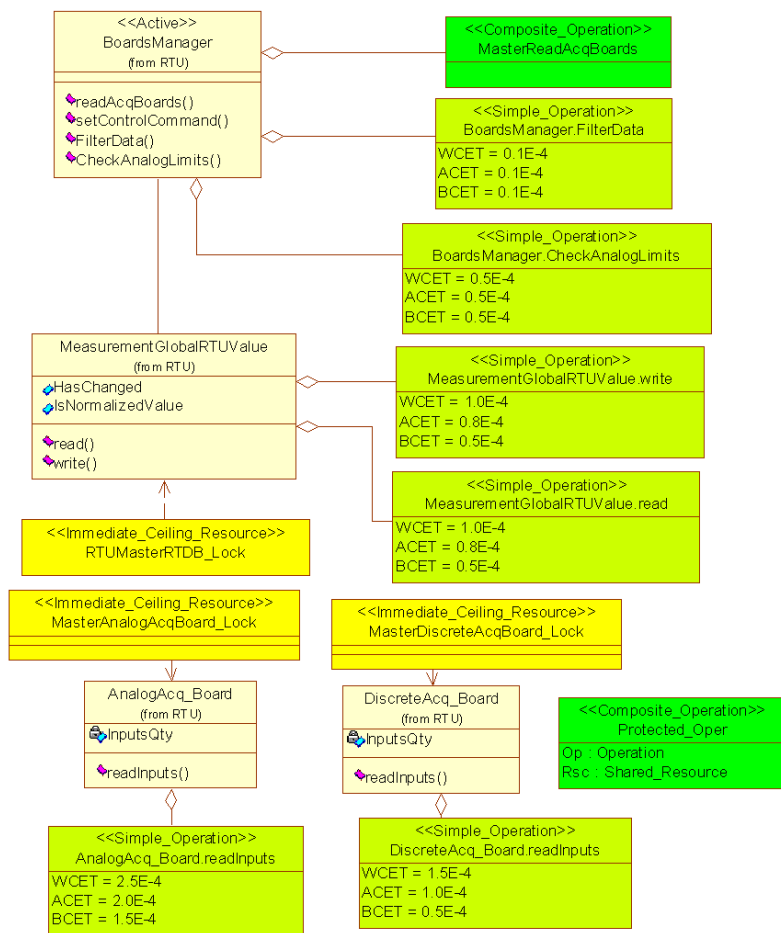 <<Active>>
BoardsManager
(from RTU)
readAcqBoards()
setControlCommand()
FilterData()
CheckAnalogLimits()
<<Composite_Operation>>
MasterReadAcqBoards
<<Simple_Operation>>
BoardsManager.FilterData
WCET = 0.1E-4
ACET = 0.1E-4
BCET = 0.1E-4
<<Simple_Operation>>
BoardsManager.CheckAnalogLimits
WCET = 0.5E-4
ACET = 0.5E-4
BCET = 0.5E-4
MeasurementGlobalRTUValue
(from RTU)
HasChanged
IsNormalizedValue
read()
write()
<<Simple_Operation>>
MeasurementGlobalRTUValue.write
WCET = 1.0E-4
ACET = 0.8E-4
BCET = 0.5E-4
<<Simple_Operation>>
MeasurementGlobalRTUValue.read
WCET = 1.0E-4
ACET = 0.8E-4
BCET = 0.5E-4
<<Immediate_Ceiling_Resource>>
RTUMasterRTDB_Lock
<<Immediate_Ceiling_Resource>>
MasterAnalogAcqBoard_Lock
<<Immediate_Ceiling_Resource>>
MasterDiscreteAcqBoard_Lock
AnalogAcq_Board
(from RTU)
InputsQty
readInputs()
DiscreteAcq_Board
(from RTU)
InputsQty
readInputs()
<<Composite_Operation>>
Protected_Oper
Op : Operation
Rsc : Shared_Resource
<<Simple_Operation>>
AnalogAcq_Board.readInputs
WCET = 2.5E-4
ACET = 2.0E-4
BCET = 1.5E-4
<<Simple_Operation>>
DiscreteAcq_Board.readInputs
WCET = 1.5E-4
ACET = 1.0E-4
BCET = 0.5E-4